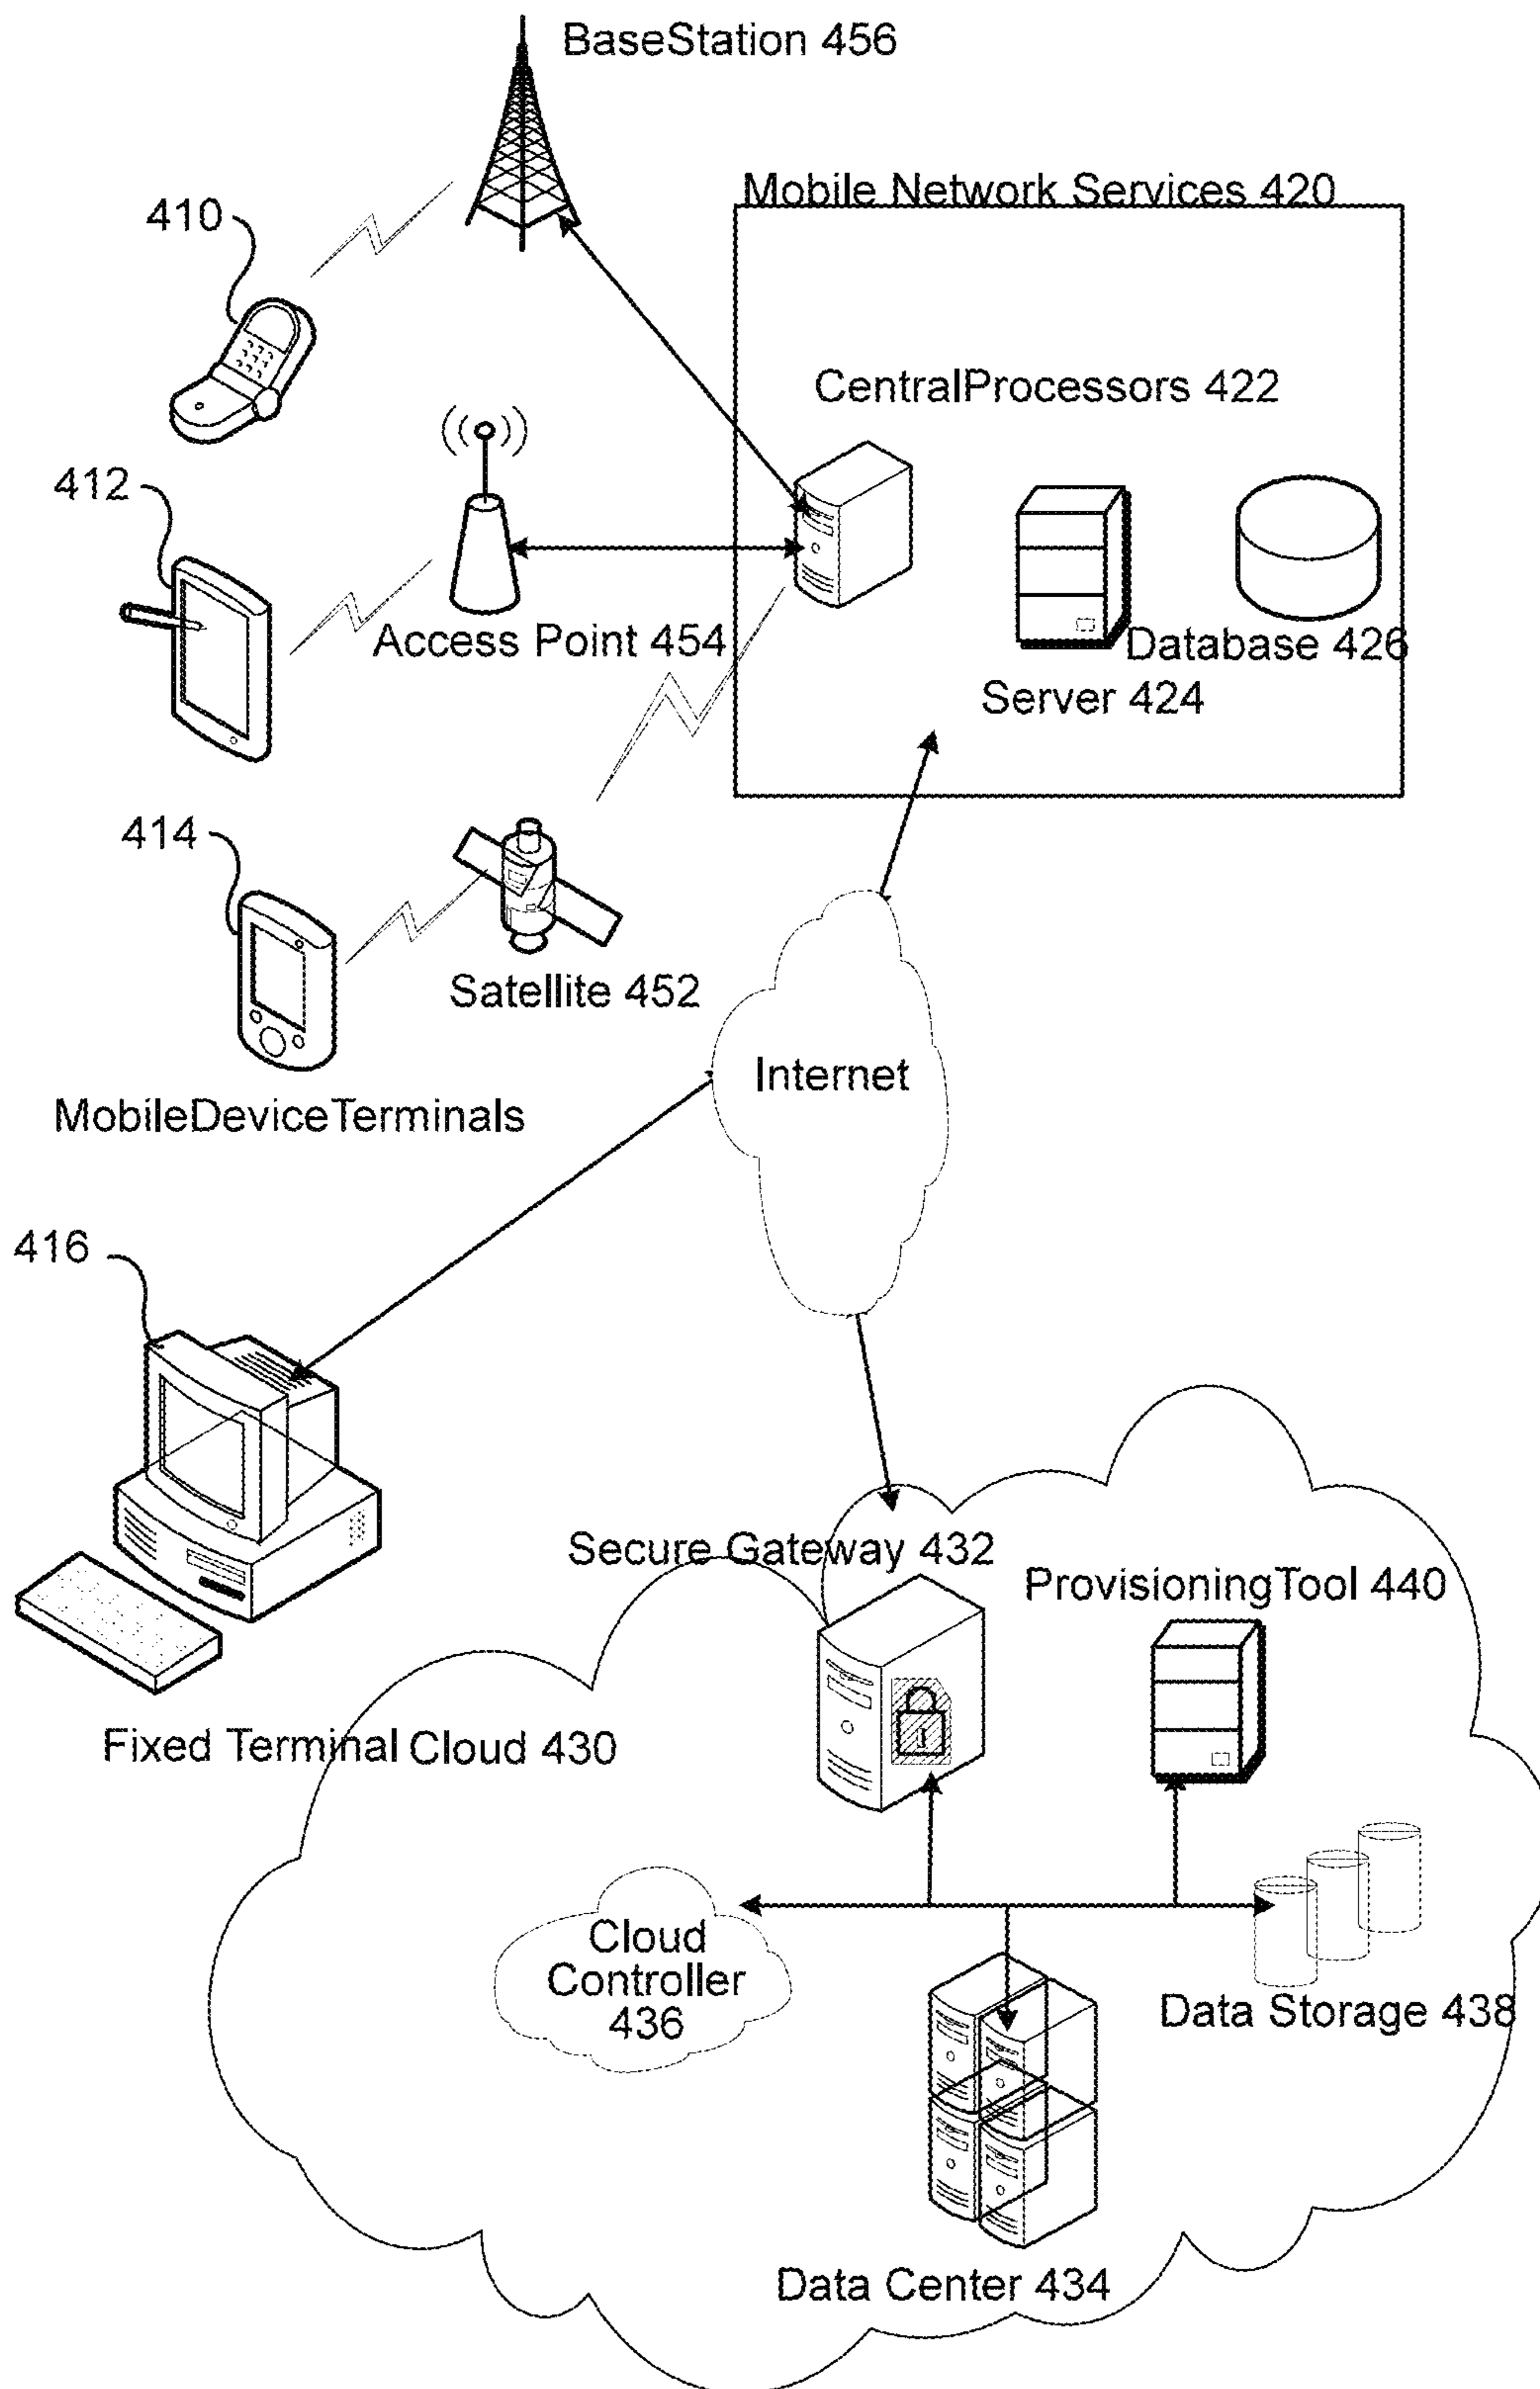 BaseStation 456
Mobile Network Services 420
410
CentralProcessors 422
412
Access Point 454
Database 426
Server 424
414
Satellite 452
Internet
MobileDeviceTerminals
416
Secure Gateway 432
ProvisioningTool 440
Fixed Terminal
Cloud 430
Cloud
Controller
436
Data Storage 438
Data Center 434